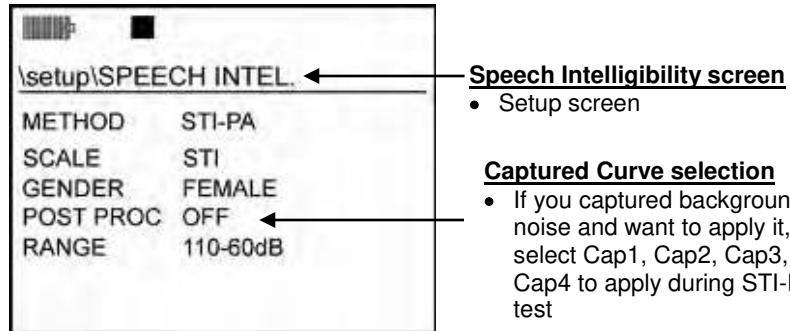 \setup\SPEECH INTEL.
METHOD STI-PA
SCALE STI
GENDER FEMALE
POST PROC OFF
RANGE 110-60dB
Speech Intelligibility screen
• Setup screen
Captured Curve selection
• If you captured
noise and want to apply it,
select Cap1, Cap2, Cap3,
Cap4 to apply during
test